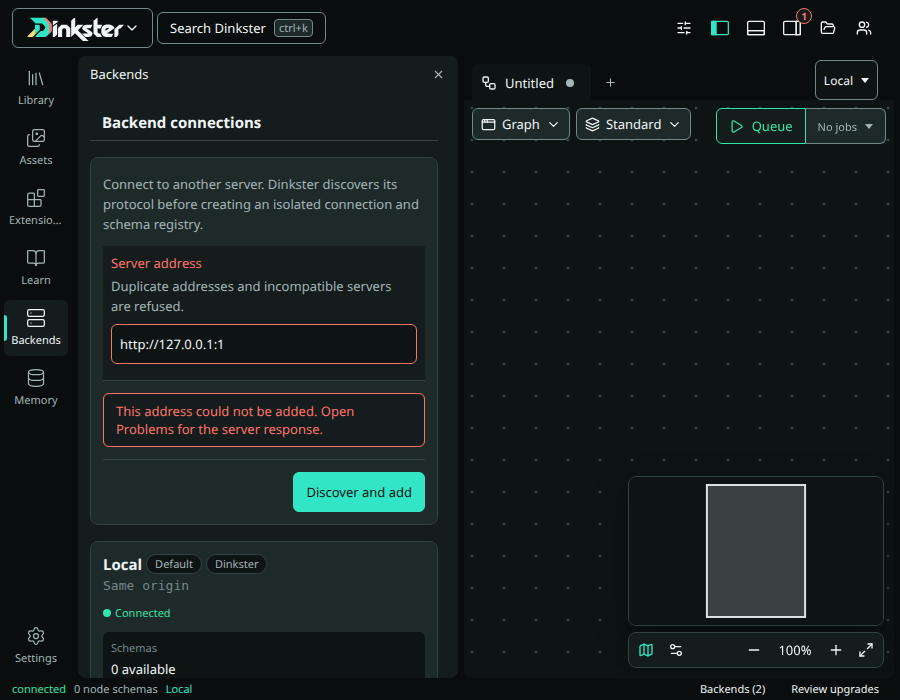 Dinkster
Search Dinkster ctrl+k
1
Library
Assets
Extensio...
Learn
Backends
Memory
Settings
Backends
Backend connections
Connect to another server. Dinkster discovers its
protocol before creating an isolated connection and
schema registry.
Server address
Duplicate addresses and incompatible servers
are refused.
http://127.0.0.1:1
This address could not be added. Open
Problems for the server response.
Discover and add
Local Default Dinkster
Same origin
Connected
Schemas
0 available
Untitled
Local
Graph
Standard
Queue
No jobs
100%
connected 0 node schemas Local
Backends (2) Review upgrades